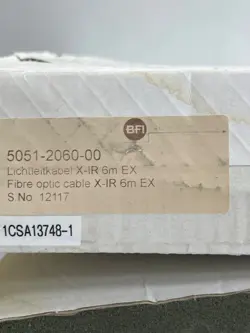 BFI
5051-2060-00
Lichtleitkabel X-IR 6m EX
Fibre optic cable X-IR 6m EX
S.No 12117
1CSA13748-1